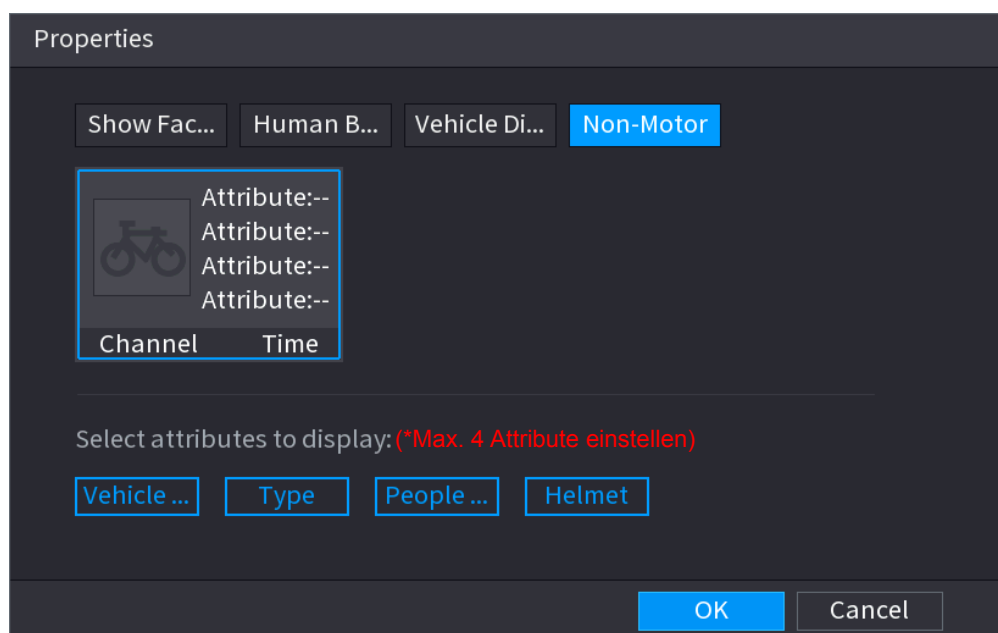 Properties
Show Fac... Human B... Vehicle Di... Non-Motor
Attribute:--
Attribute:--
Attribute:--
Attribute:--
Channel Time
Select attributes to display:(*Max. 4 Attribute einstellen)
Vehicle ... Type People ... Helmet
OK Cancel